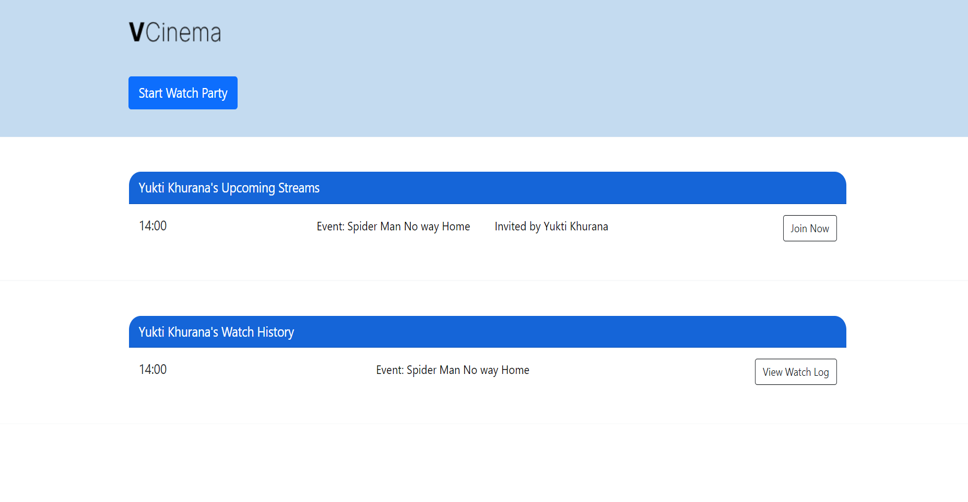 VCinema
Start Watch Party
Yukti Khurana's Upcoming Streams
14:00 Event: Spider Man No way Home Invited by Yukti Khurana Join Now
Yukti Khurana's Watch History
14:00 Event: Spider Man No way Home View Watch Log